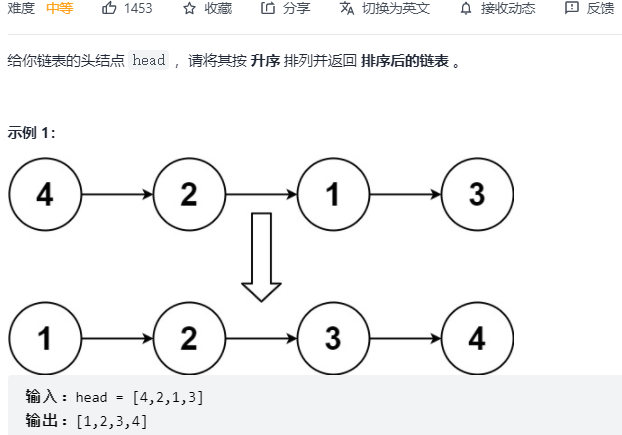 难度 中等 1453 收藏 分享 切换为英文 接收动态 反馈
给你链表的头结点 head ，请将其按 升序 排列并返回 排序后的链表 。
示例 1：
4 2 1 3
1 2 3 4
输入：head = [4,2,1,3]
输出：[1,2,3,4]